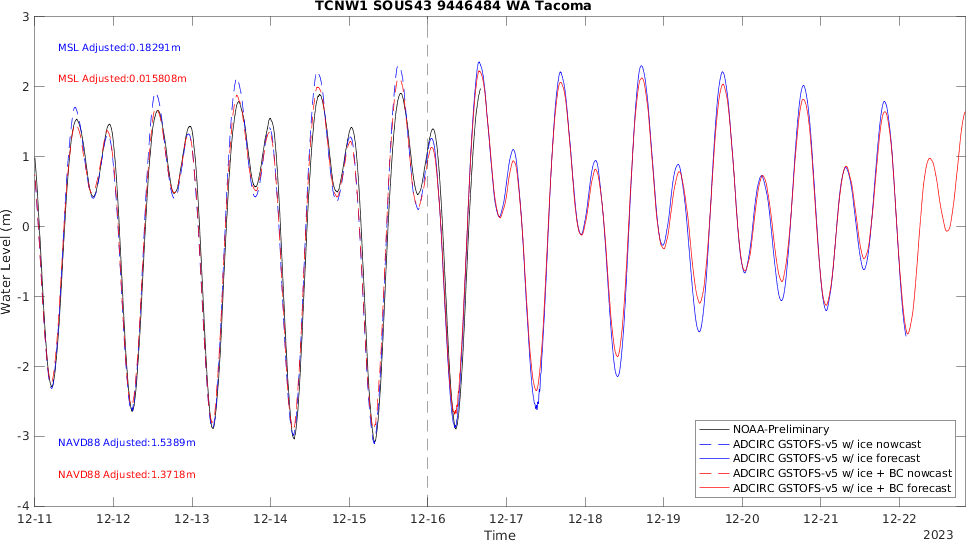 TCNW1 SOUS43 9446484 WA Tacoma
3
2
1
0
-1
-2
-3
-4
Water Level (m)
MSL Adjusted:0.18291m
MSL Adjusted:0.015808m
NAVD88 Adjusted:1.5389m
NAVD88 Adjusted:1.3718m
NOAA-Preliminary
ADCIRC GSTOFS-v5 w/ ice nowcast
ADCIRC GSTOFS-v5 w/ ice forecast
ADCIRC GSTOFS-v5 w/ ice + BC nowcast
ADCIRC GSTOFS-v5 w/ ice + BC forecast
12-11 12-12 12-13 12-14 12-15 12-16 12-17 12-18 12-19 12-20 12-21 12-22
Time
2023